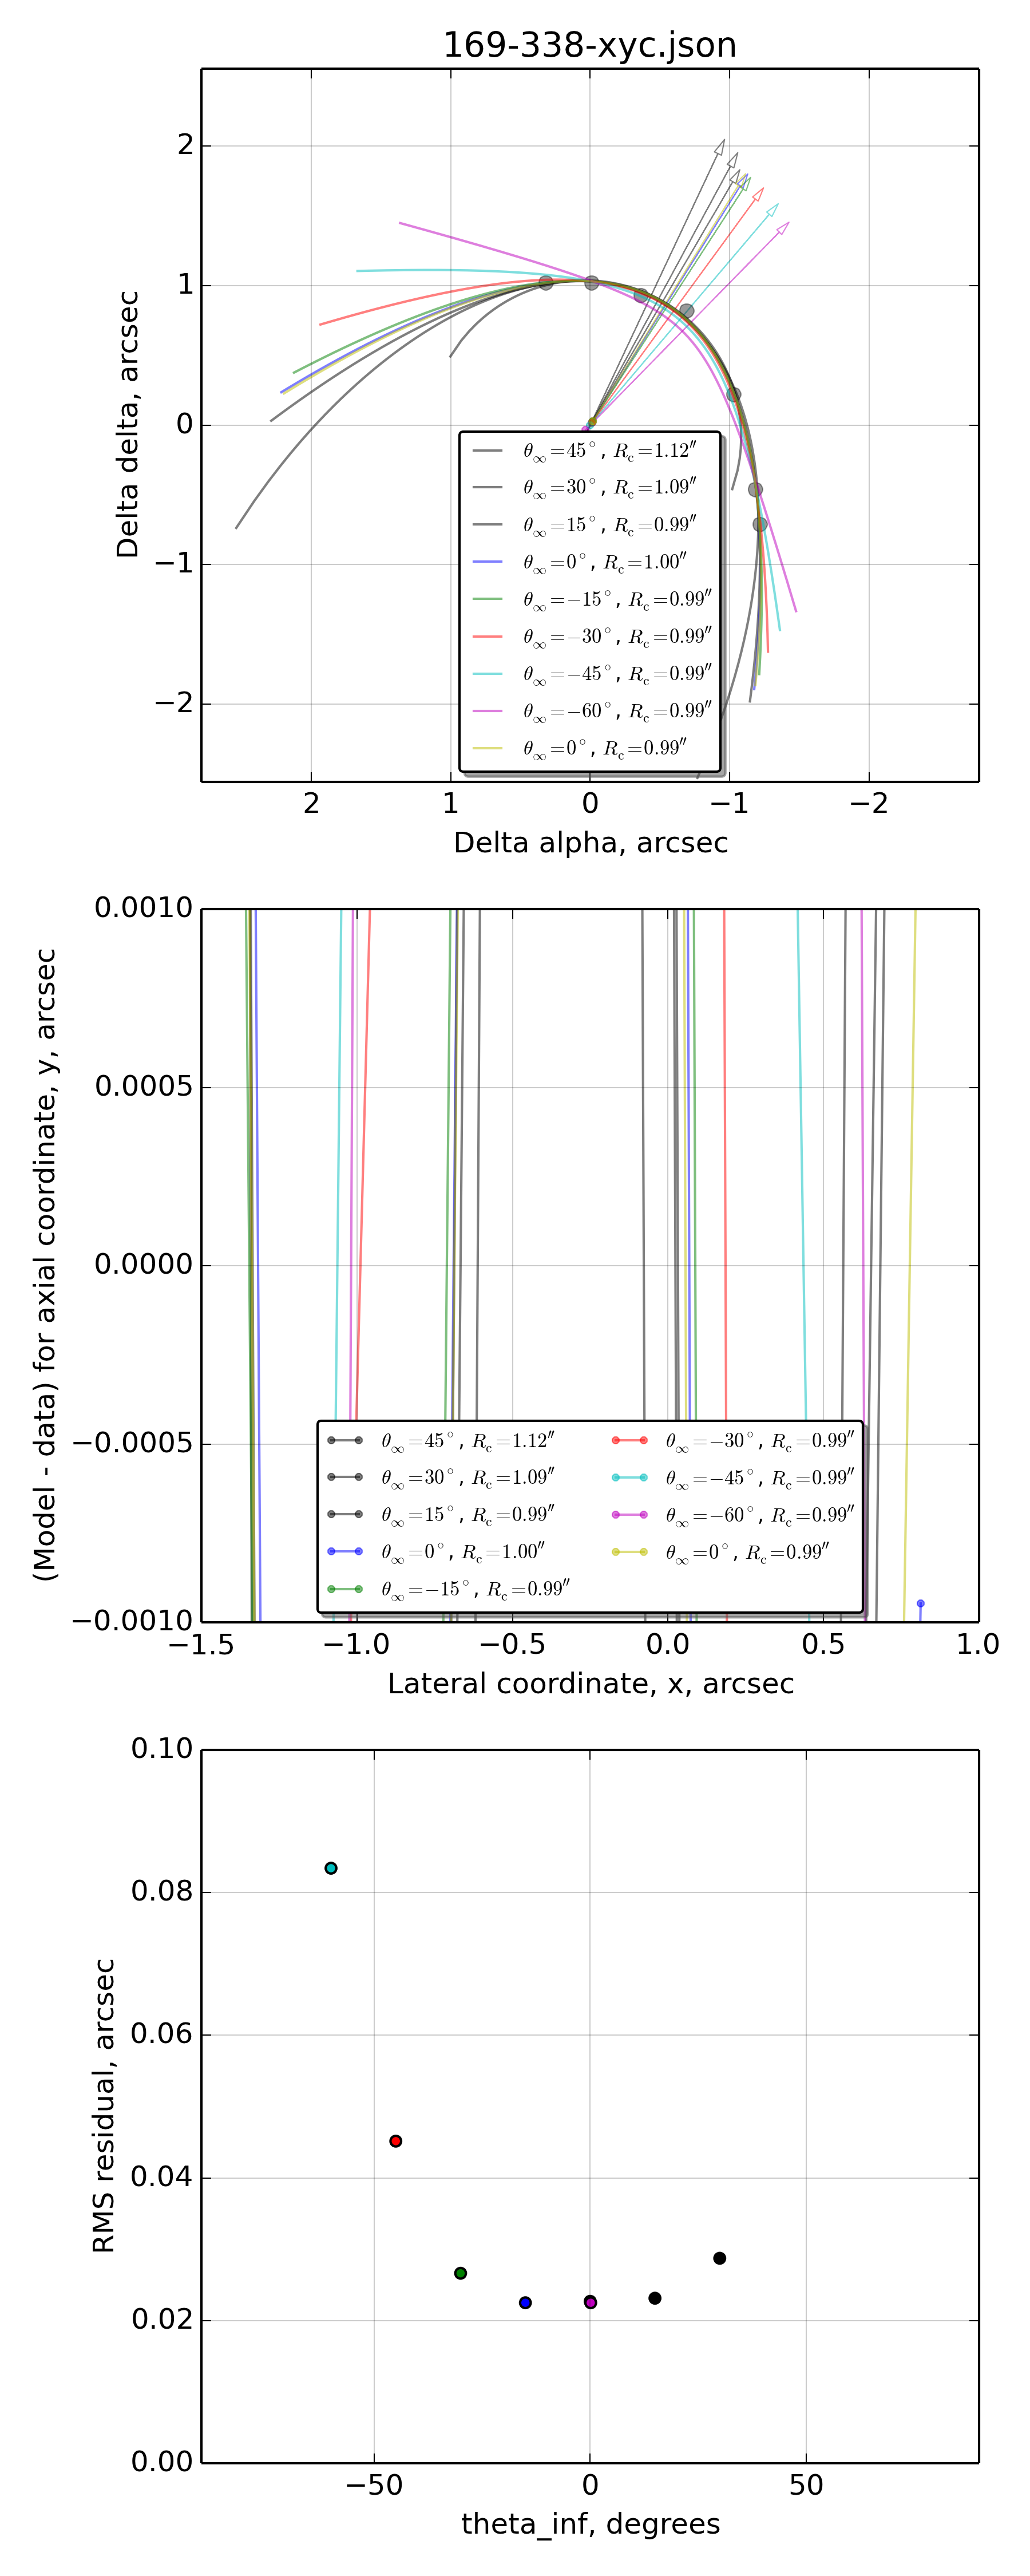 169-338-xyc.json
Delta delta, arcsec
2
1
0
−1
−2
θ∞=45°, Rc=1.12″
θ∞=30°, Rc=1.09″
θ∞=15°, Rc=0.99″
θ∞=0°, Rc=1.00″
θ∞=−15°, Rc=0.99″
θ∞=−30°, Rc=0.99″
θ∞=−45°, Rc=0.99″
θ∞=−60°, Rc=0.99″
θ∞=0°, Rc=0.99″
2 1 0 −1 −2
Delta alpha, arcsec
(Model - data) for axial coordinate, y, arcsec
0.0010
0.0005
0.0000
−0.0005
−0.0010
θ∞=45°, Rc=1.12″
θ∞=30°, Rc=1.09″
θ∞=15°, Rc=0.99″
θ∞=0°, Rc=1.00″
θ∞=−15°, Rc=0.99″
θ∞=−30°, Rc=0.99″
θ∞=−45°, Rc=0.99″
θ∞=−60°, Rc=0.99″
θ∞=0°, Rc=0.99″
−1.5 −1.0 −0.5 0.0 0.5 1.0
Lateral coordinate, x, arcsec
RMS residual, arcsec
0.10
0.08
0.06
0.04
0.02
0.00
−50 0 50
theta_inf, degrees